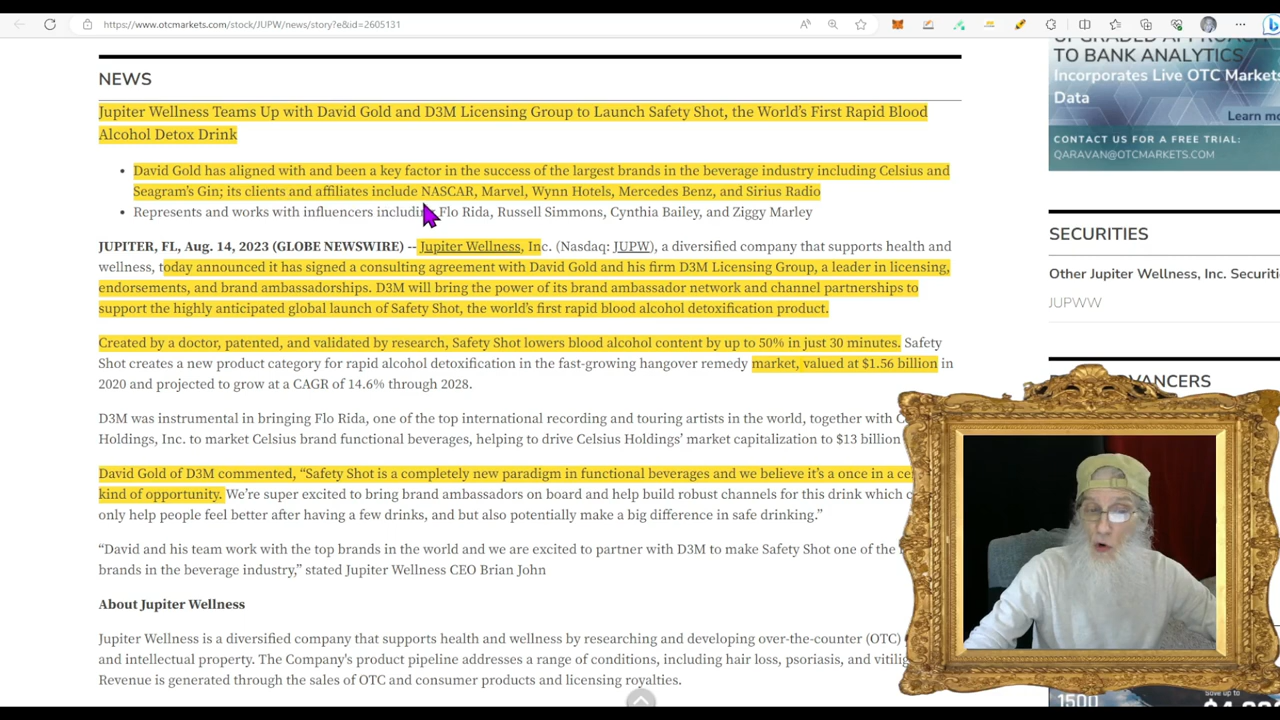 https://www.otcmarkets.com/stock/JUPW/news/story?e&id=2605131
NEWS
Jupiter Wellness Teams Up with David Gold and D3M Licensing Group to Launch Safety Shot, the World's First Rapid Blood
Alcohol Detox Drink
• David Gold has aligned with and been a key factor in the success of the largest brands in the beverage industry including Celsius and
Seagram's Gin; its clients and affiliates include NASCAR, Marvel, Wynn Hotels, Mercedes Benz, and Sirius Radio
• Represents and works with influencers including Flo Rida, Russell Simmons, Cynthia Bailey, and Ziggy Marley
JUPITER, FL, Aug. 14, 2023 (GLOBE NEWSWIRE) -- Jupiter Wellness, Inc. (Nasdaq: JUPW), a diversified company that supports health and
wellness, today announced it has signed a consulting agreement with David Gold and his firm D3M Licensing Group, a leader in licensing,
endorsements, and brand ambassadorships. D3M will bring the power of its brand ambassador network and channel partnerships to
support the highly anticipated global launch of Safety Shot, the world's first rapid blood alcohol detoxification product.
Created by a doctor, patented, and validated by research, Safety Shot lowers blood alcohol content by up to 50% in just 30 minutes. Safety
Shot creates a new product category for rapid alcohol detoxification in the fast-growing hangover remedy market, valued at $1.56 billion in
2020 and projected to grow at a CAGR of 14.6% through 2028.
D3M was instrumental in bringing Flo Rida, one of the top international recording and touring artists in the world, together with
Holdings, Inc. to market Celsius brand functional beverages, helping to drive Celsius Holdings' market capitalization to $13 billion
David Gold of D3M commented, "Safety Shot is a completely new paradigm in functional beverages and we believe it's a once in a
kind of opportunity. We're super excited to bring brand ambassadors on board and help build robust channels for this drink which
only help people feel better after having a few drinks, and but also potentially make a big difference in safe drinking."
"David and his team work with the top brands in the world and we are excited to partner with D3M to make Safety Shot one of the
brands in the beverage industry," stated Jupiter Wellness CEO Brian John
About Jupiter Wellness
Jupiter Wellness is a diversified company that supports health and wellness by researching and developing over-the-counter (OTC)
and intellectual property. The Company's product pipeline addresses a range of conditions, including hair loss, psoriasis, and
Revenue is generated through the sales of OTC and consumer products and licensing royalties.
UPGRADED APPROACH
TO BANK ANALYTICS
Incorporates Live OTC Markets
Data
Learn
CONTACT US FOR A FREE TRIAL:
QARAVAN@OTCMARKETS.COM
SECURITIES
Other Jupiter Wellness, Inc.
JUPWW
ADVANCERS
1500
Save up to